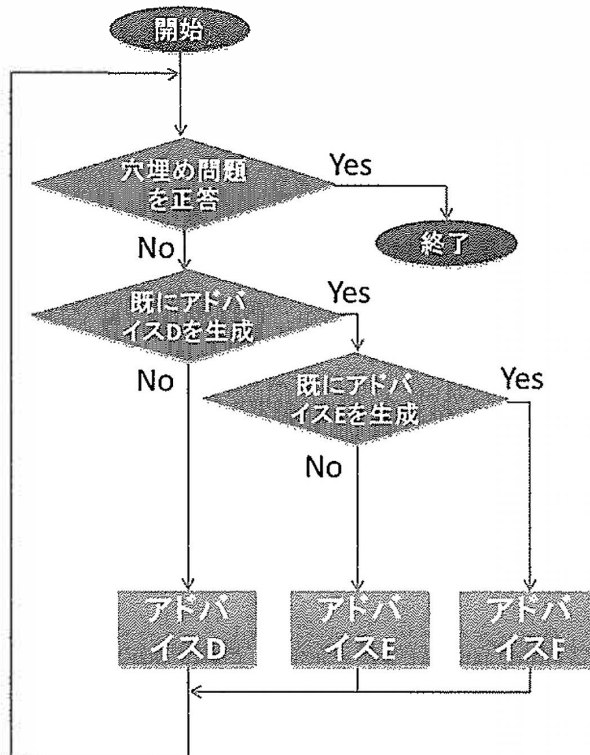 開始
穴埋め問題
を正答
Yes
終了
No
既にアドバ
イスDを生成
Yes
No
既にアドバ
イスEを生成
Yes
No
アドバ
イスD
アドバ
イスE
アドバ
イスF